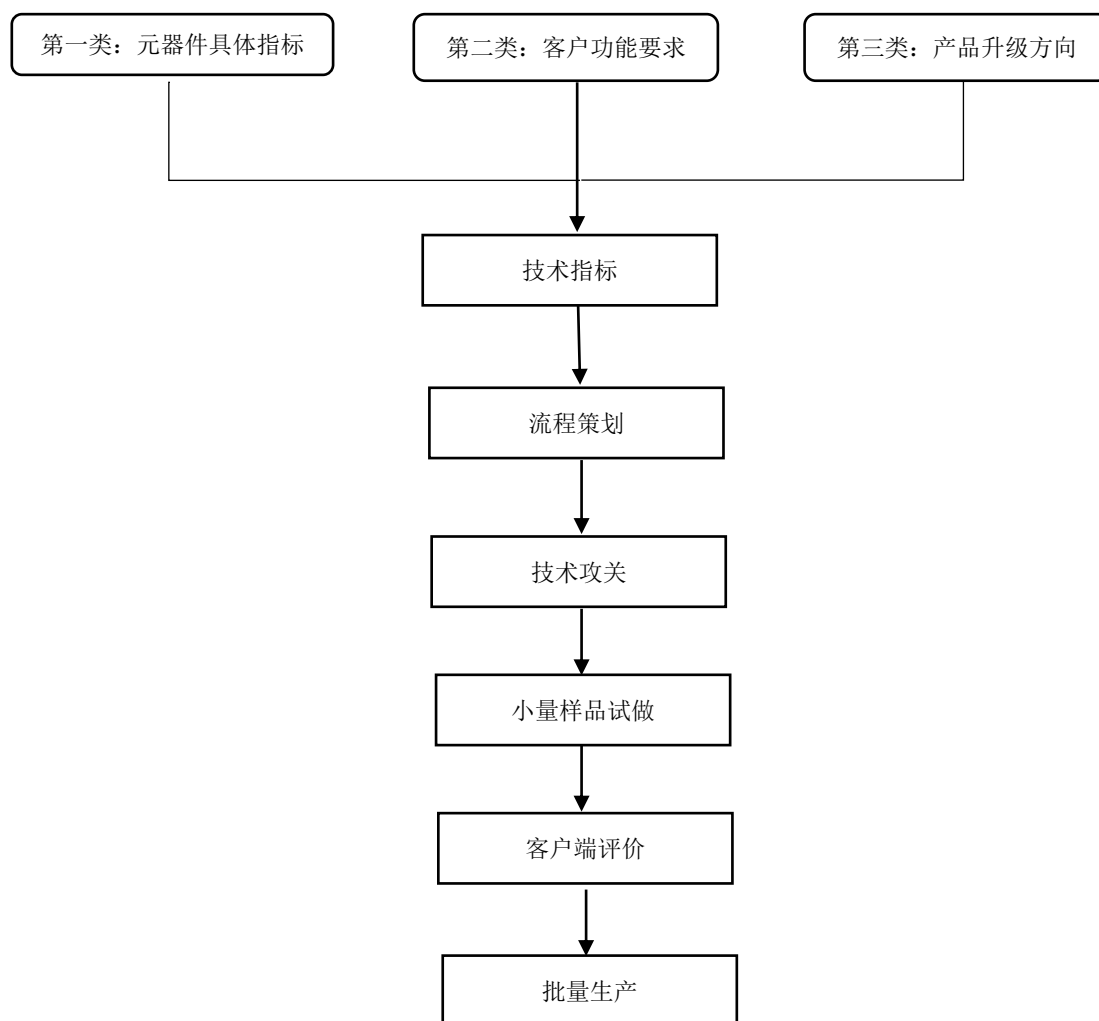 第一类：元器件具体指标
第二类：客户功能要求
第三类：产品升级方向
技术指标
流程策划
技术攻关
小量样品试做
客户端评价
批量生产